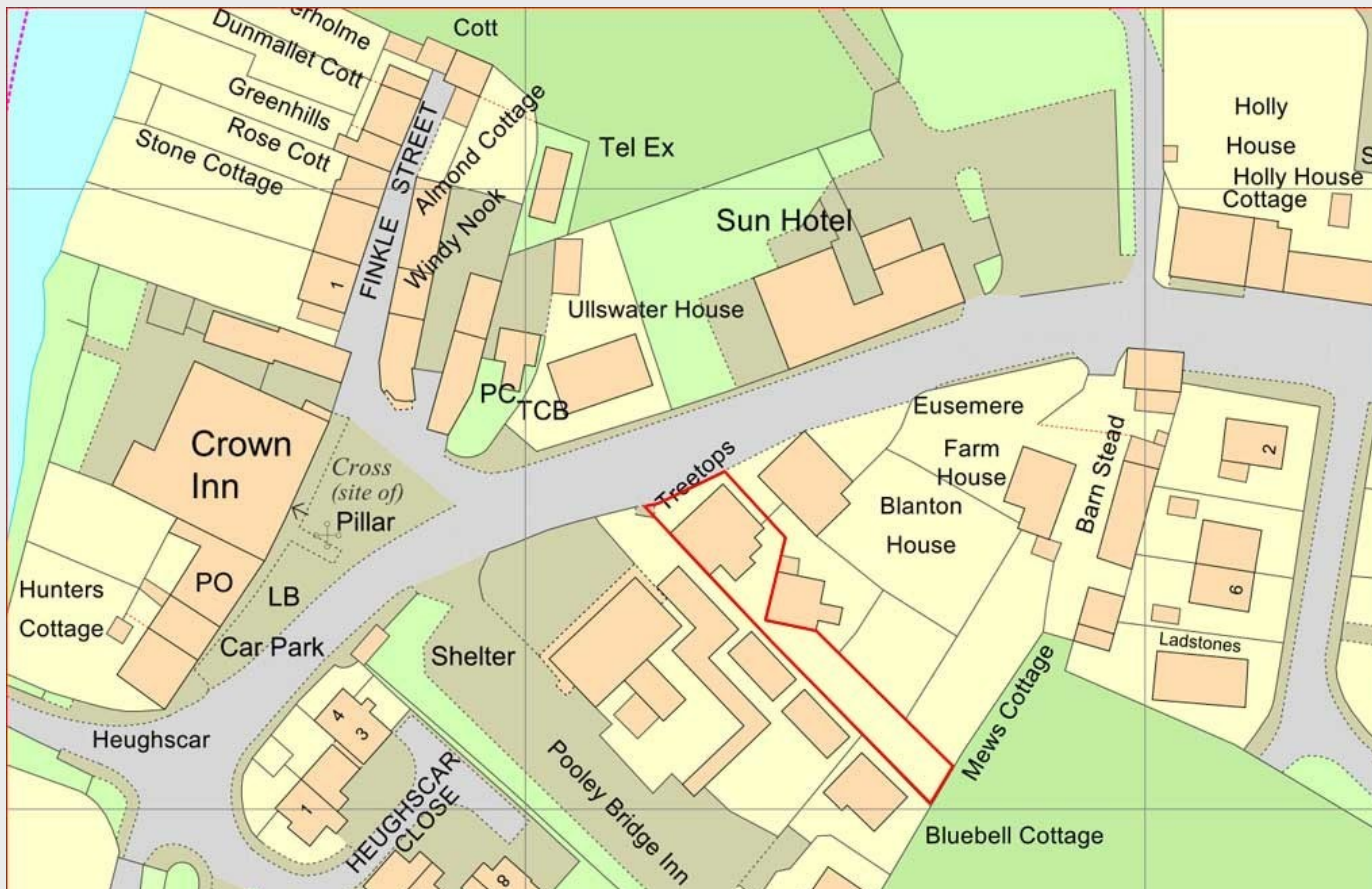 Cott
Dunmallet Cott
Greenhills
Rose Cott
Stone Cottage
FINKLE STREET
Almond Cottage
Windy Nook
Tel Ex
Sun Hotel
Holly
House
Holly House
Cottage
1
Ullswater House
PC
TCB
Crown
Inn
Cross
(site of)
Pillar
Treetops
Eusemere
Farm
House
Blanton
House
Barn Stead
2
6
Ladstones
Hunters
Cottage
PO
LB
Car Park
Shelter
Heughscar
4
3
1
HEUGHSCAR
CLOSE
8
Pooley Bridge Inn
Mews Cottage
Bluebell Cottage